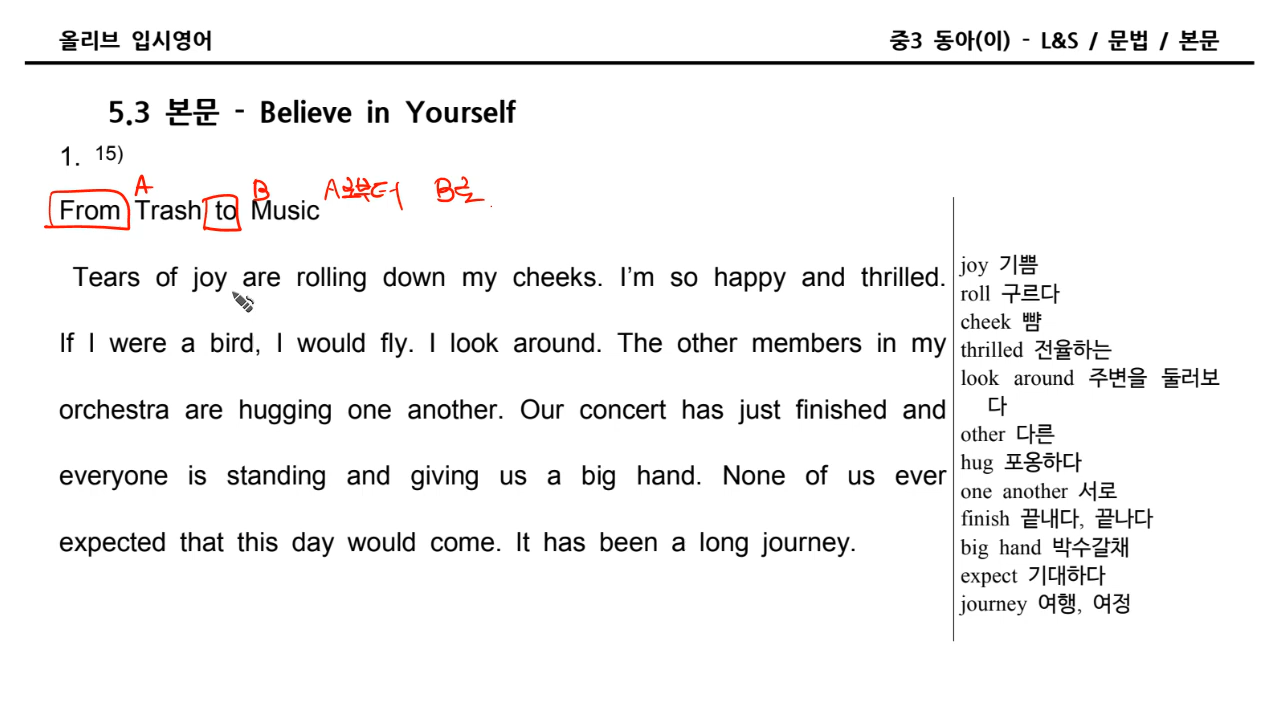 올리브 입시영어
중3 동아(이) - L&S / 문법 / 본문
5.3 본문 - Believe in Yourself
1. 15)
A B A로부터 B로
From Trash to Music
Tears of joy are rolling down my cheeks. I’m so happy and thrilled.
If I were a bird, I would fly. I look around. The other members in my
orchestra are hugging one another. Our concert has just finished and
everyone is standing and giving us a big hand. None of us ever
expected that this day would come. It has been a long journey.
joy 기쁨
roll 구르다
cheek 뺨
thrilled 전율하는
look around 주변을 둘러보
다
other 다른
hug 포옹하다
one another 서로
finish 끝내다, 끝나다
big hand 박수갈채
expect 기대하다
journey 여행, 여정